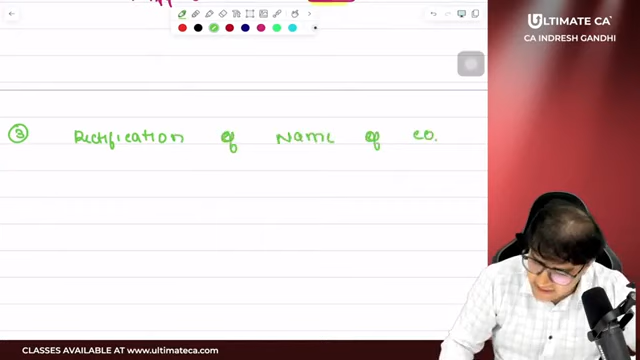 ULTIMATE CA
CA INDRESH GANDHI
③ Rectification of Name of co.
CLASSES AVAILABLE AT www.ultimateca.com